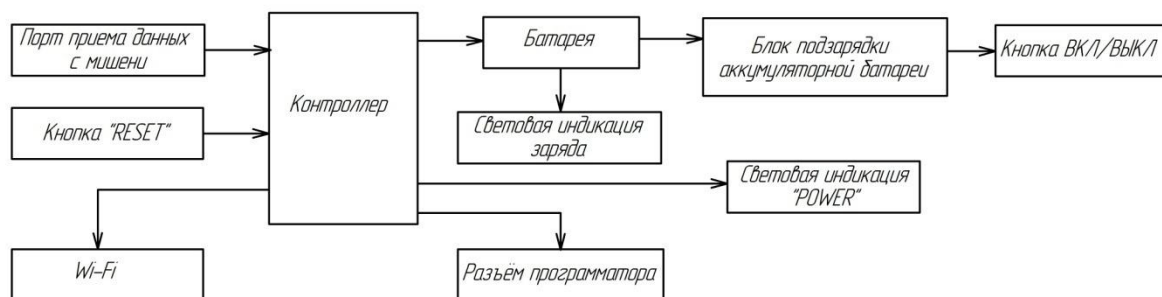 Порт приема данных
с мишени
Контроллер
Батарея
Блок подзарядки
аккумуляторной батареи
Кнопка ВКЛ/ВЫКЛ
Кнопка "RESET"
Световая индикация
заряда
Световая индикация
"POWER"
Wi-Fi
Разъём программатора